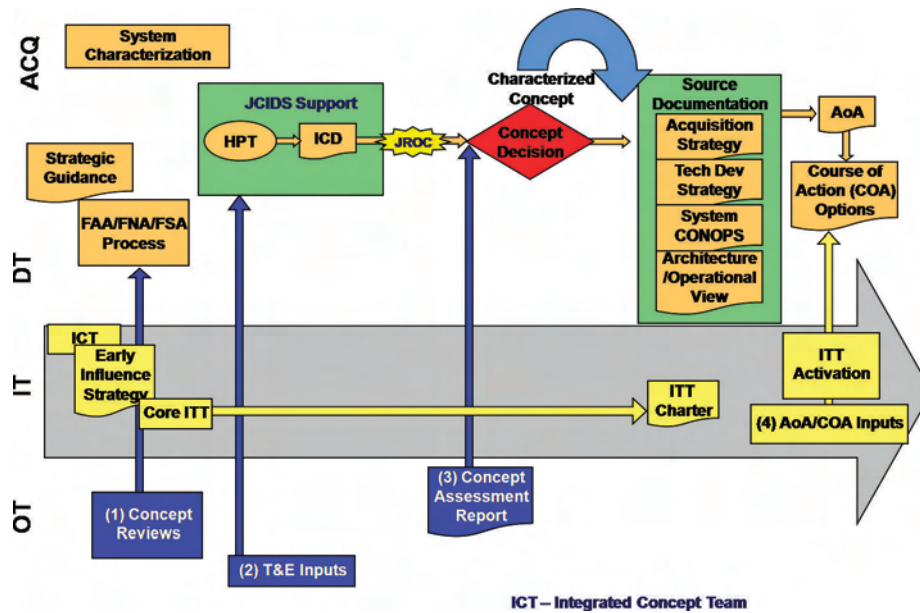 ACQ
System
Characterization
JCIDS Support
HPT
ICD
JROC
Characterized
Concept
Concept
Decision
Source
Documentation
Acquisition
Strategy
Tech Dev
Strategy
System
CONOPS
Architecture
/Operational
View
AoA
Course of
Action (COA)
Options
Strategic
Guidance
FAA/FNA/FSA
Process
DT
IT
ICT
Early
Influence
Strategy
Core ITT
ITT
Charter
ITT
Activation
(4) AoA/COA Inputs
OT
(1) Concept
Reviews
(2) T&E Inputs
(3) Concept
Assessment
Report
ICT – Integrated Concept Team